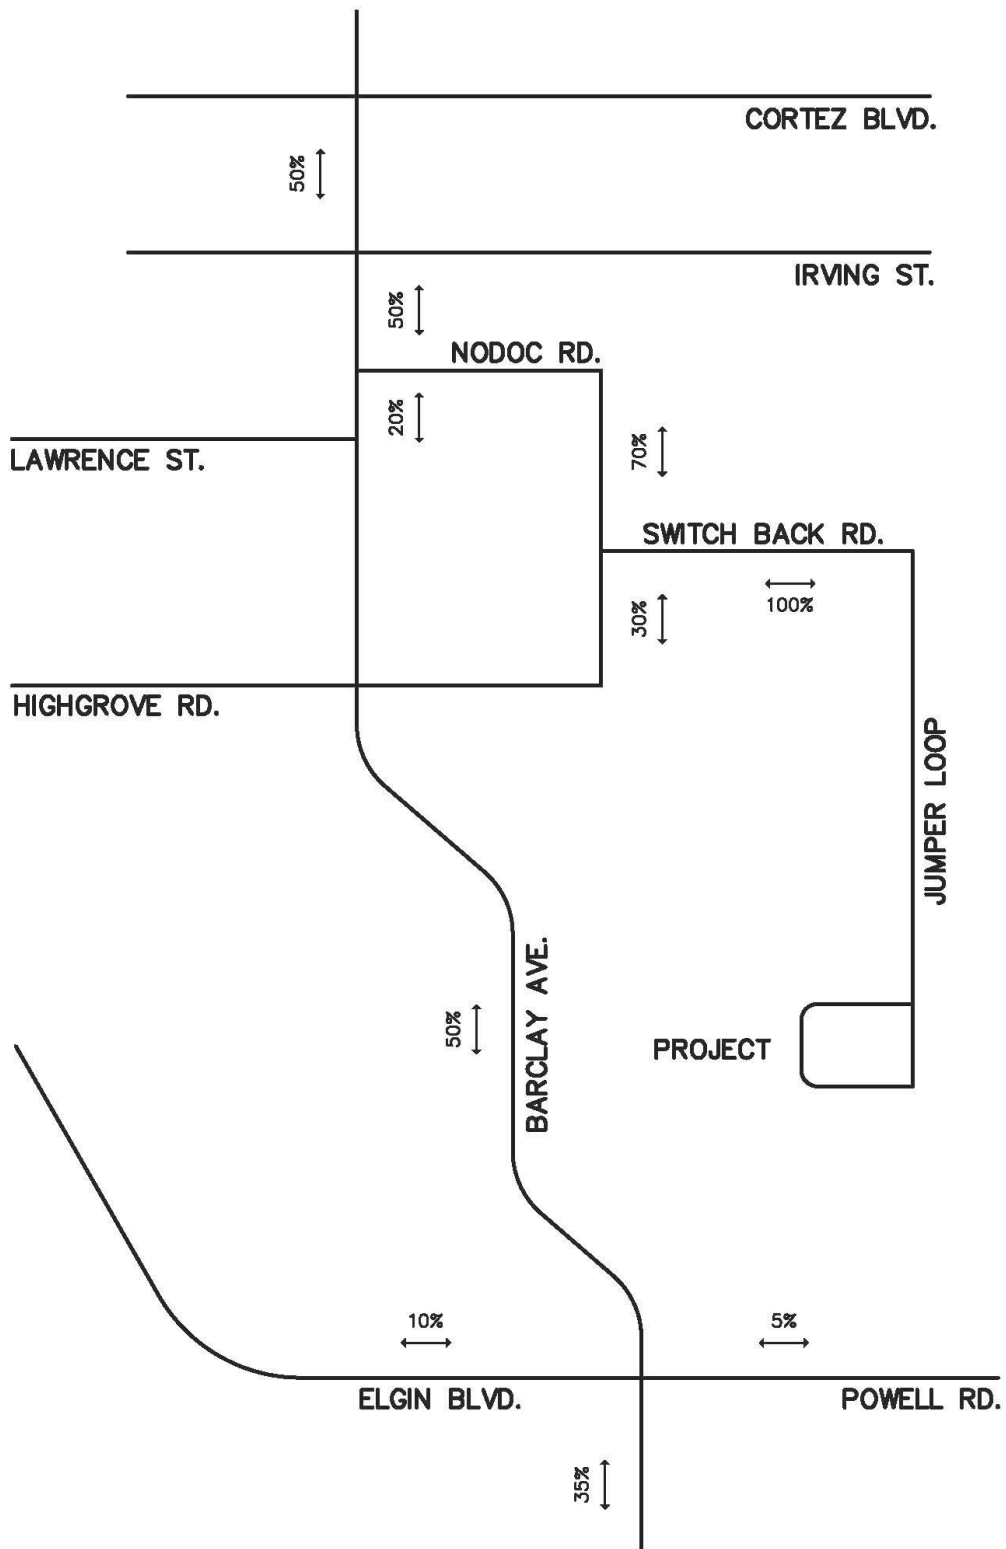 CORTEZ BLVD.
50%
IRVING ST.
50%
NODOC RD.
20%
70%
LAWRENCE ST.
SWITCH BACK RD.
100%
30%
HIGHGROVE RD.
JUMPER LOOP
BARCLAY AVE.
50%
PROJECT
10%
5%
ELGIN BLVD.
POWELL RD.
35%